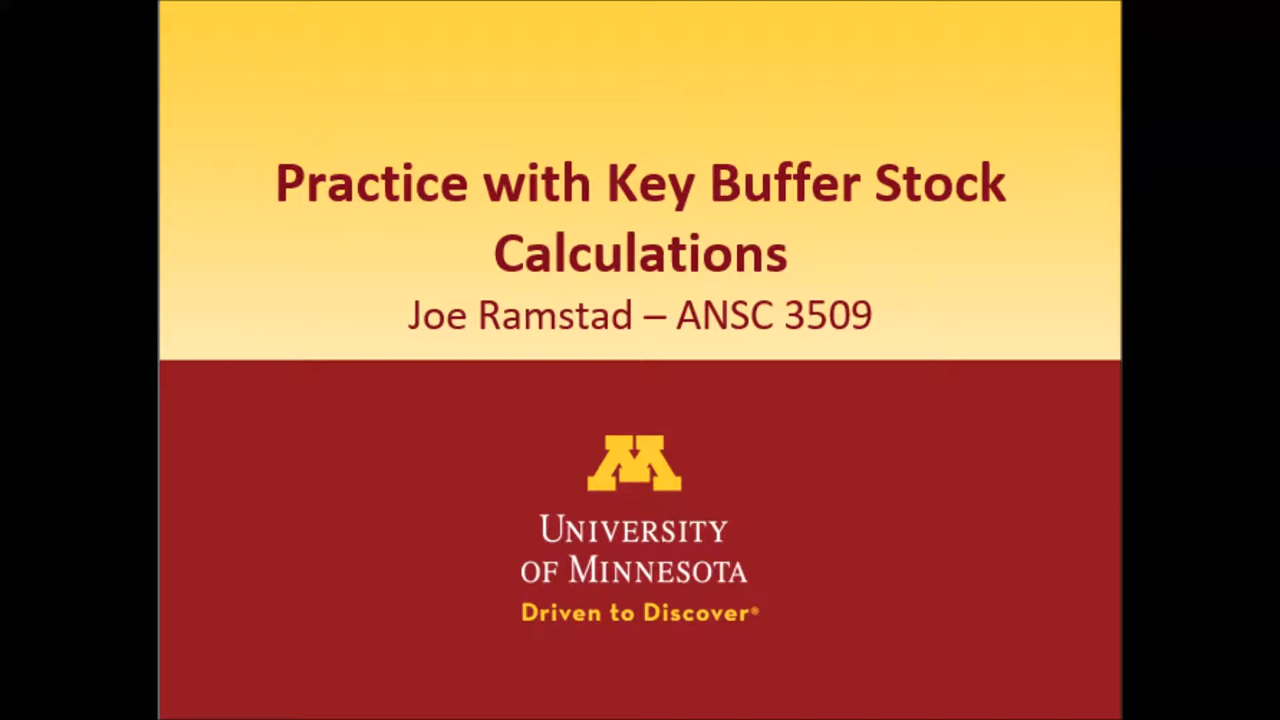 Practice with Key Buffer Stock
Calculations
Joe Ramstad – ANSC 3509
M
UNIVERSITY
OF MINNESOTA
Driven to Discover®